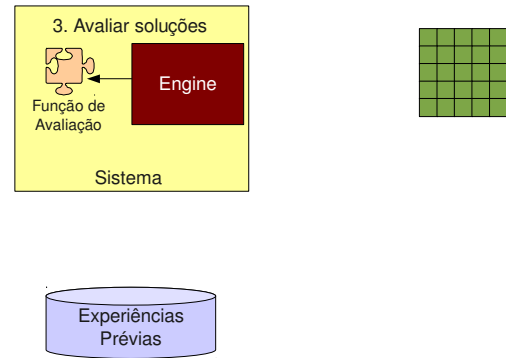 3. Avaliar soluções
Engine
Função de
Avaliação
Sistema
Experiências
Prévias